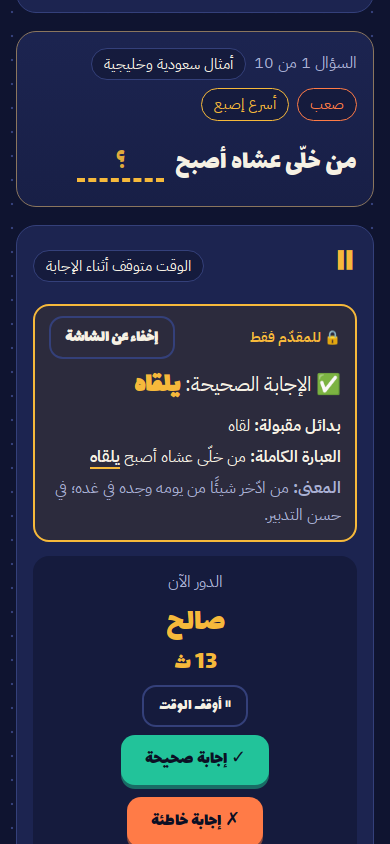 السؤال 1 من 10 أمثال سعودية وخليجية
صعب أسرع إصبع
من خلّى عشاه أصبح ؟
الوقت متوقف أثناء الإجابة
🔒 للمقدّم فقط إخفاء عن الشاشة
✅ الإجابة الصحيحة: يلقاه
بدائل مقبولة: لقاه
العبارة الكاملة: من خلّى عشاه أصبح يلقاه
المعنى: من ادّخر شيئًا من يومه وجده في غده؛ في
حسن التدبير.
الدور الآن
صالح
13 ث
⏸ أوقف الوقت
✓ إجابة صحيحة
✗ إجابة خاطئة